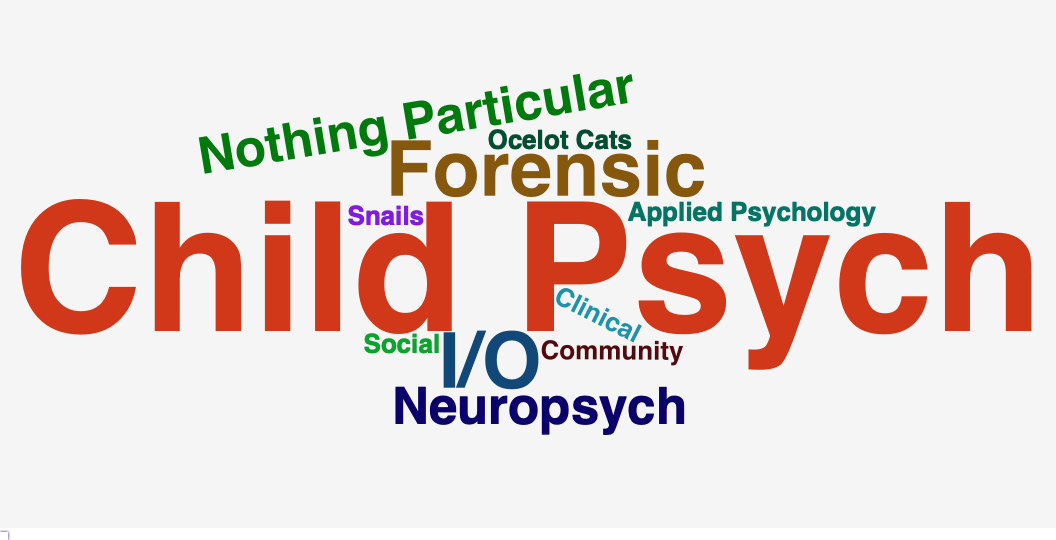 Nothing Particular
Ocelot Cats
Forensic
Snails
Applied Psychology
Child Psych
Clinical
Social
I/O
Community
Neuropsych